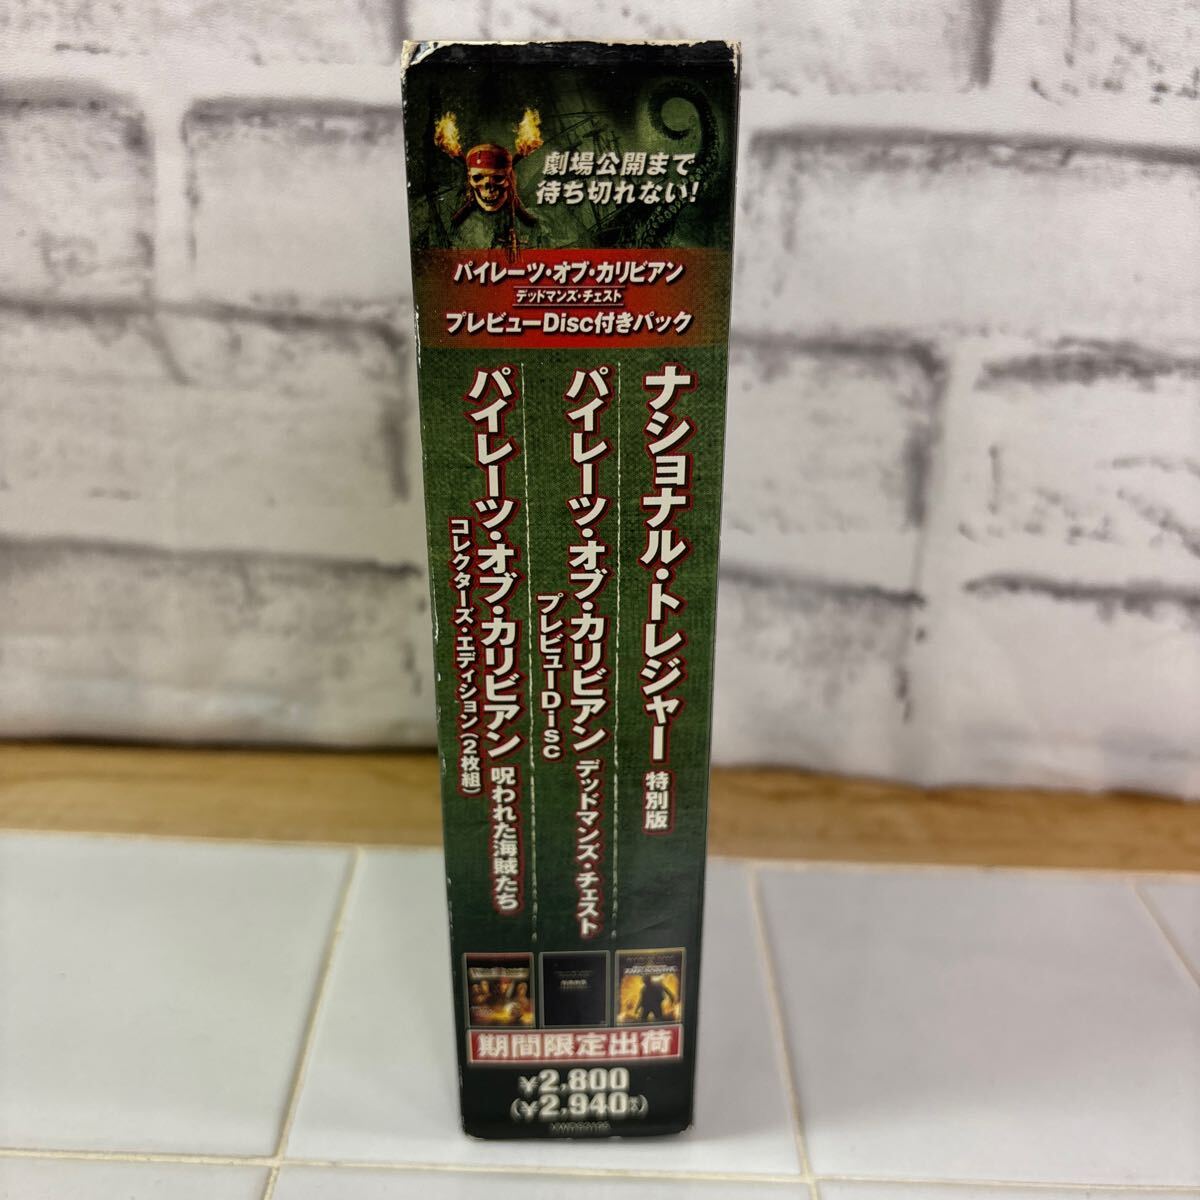 劇場公開まで
待ち切れない!
パイレーツ・オブ・カリビアン
デッドマンズ・チェスト
プレビューDisc付きパック
ナショナル・トレジャー 特別版
パイレーツ・オブ・カリビアン デッドマンズ・チェスト
プレビューDisc
パイレーツ・オブ・カリビアン 呪われた海賊たち
コレクターズ・エディション(2枚組)
期間限定出荷
¥2,800
(¥2,940税込)